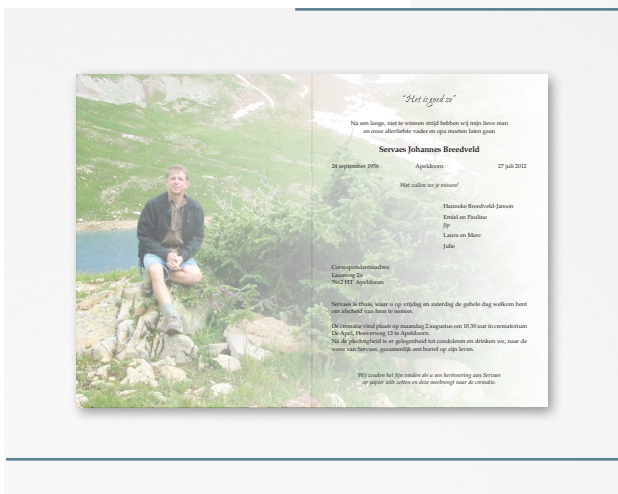 "Het is goed zo"
Na een lange, niet te winnen strijd hebben wij mijn lieve man
en onze allerliefste vader en opa moeten laten gaan
Servaes Johannes Breedveld
24 september 1956 Apeldoorn 27 juli 2012
Wat zullen we je missen!
Hanneke Breedveld-Janson
Emiel en Pauline
Jip
Laura en Marc
Julie
Correspondentieadres:
Laanweg 2a
HT Apeldoorn
Servaes is thuis, waar u op vrijdag en zaterdag de gehele dag welkom bent
om afscheid van hem te nemen.
De crematie vind plaats op maandag 2 augustus om 10.30 uur in crematorium
De Apel, Hoeverweg 13 te Apeldoorn.
Na de plechtigheid is er gelegenheid tot condoleren en drinken we, naar de
wens van Servaes, gezamenlijk een borrel op zijn leven.
Wij zouden het fijn vinden als u een herinnering aan Servaes
op papier wilt zetten en deze meebrengt naar de crematie.